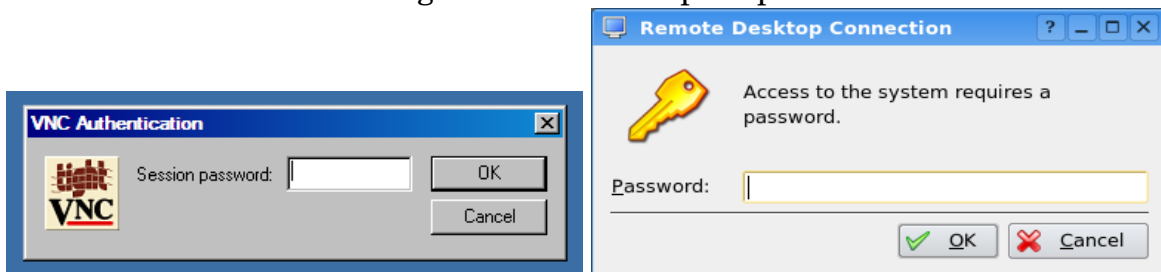 VNC Authentication
tight
VNC
Session password:
OK
Cancel
Remote Desktop Connection
?
Access to the system requires a
password.
Password:
OK
Cancel